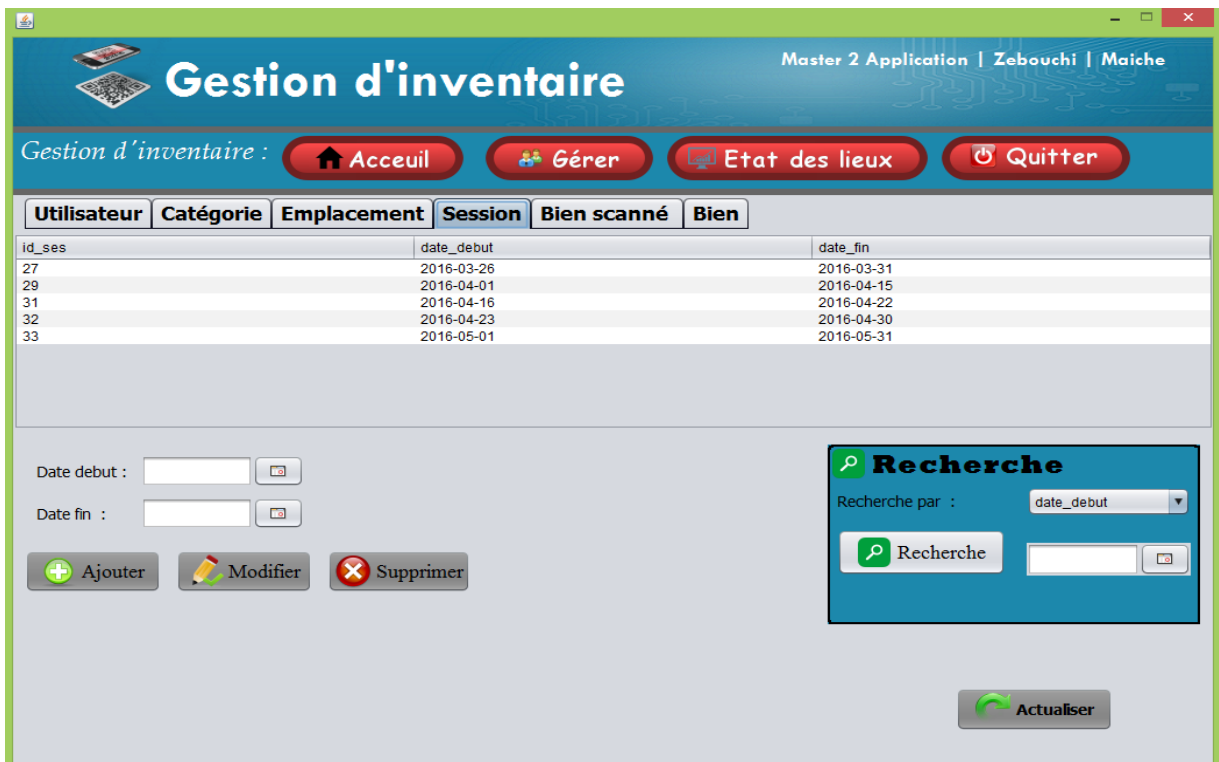 Master 2 Application | Zebouchi | Maiche
Gestion d'inventaire
Gestion d'inventaire :
Acceuil
Gérer
Etat des lieux
Quitter
Utilisateur Catégorie Emplacement Session Bien scanné Bien
id_ses date_debut date_fin
27 2016-03-26 2016-03-31
29 2016-04-01 2016-04-15
31 2016-04-16 2016-04-22
32 2016-04-23 2016-04-30
33 2016-05-01 2016-05-31
Date debut :
Date fin :
Ajouter Modifier Supprimer
Recherche
Recherche par : date_debut
Recherche
Actualiser